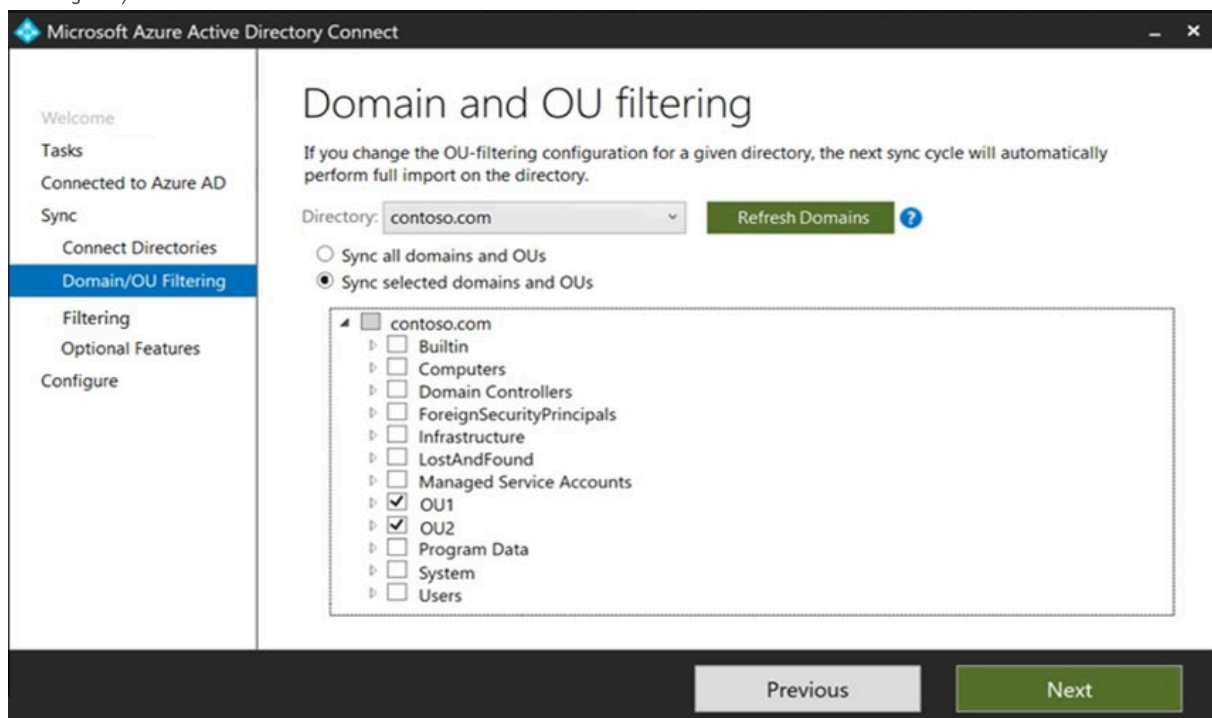 Microsoft Azure Active Directory Connect
Welcome
Tasks
Connected to Azure AD
Sync
Connect Directories
Domain/OU Filtering
Filtering
Optional Features
Configure
Domain and OU filtering
If you change the OU-filtering configuration for a given directory, the next sync cycle will automatically
perform full import on the directory.
Directory: contoso.com
Refresh Domains
?
Sync all domains and OUs
Sync selected domains and OUs
contoso.com
Builtin
Computers
Domain Controllers
ForeignSecurityPrincipals
Infrastructure
LostAndFound
Managed Service Accounts
OU1
OU2
Program Data
System
Users
Previous
Next